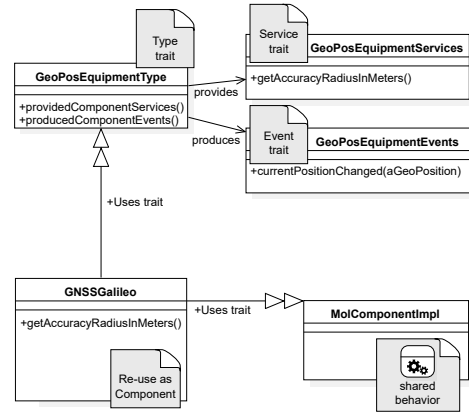 Type
trait
GeoPosEquipmentType
+providedComponentServices()
+producedComponentEvents()
Service
trait
GeoPosEquipmentServices
+getAccuracyRadiusInMeters()
provides
produces
Event
trait
GeoPosEquipmentEvents
+currentPositionChanged(aGeoPosition)
+Uses trait
GNSSGalileo
+getAccuracyRadiusInMeters()
Re-use as
Component
+Uses trait
MolComponentImpl
shared
behavior